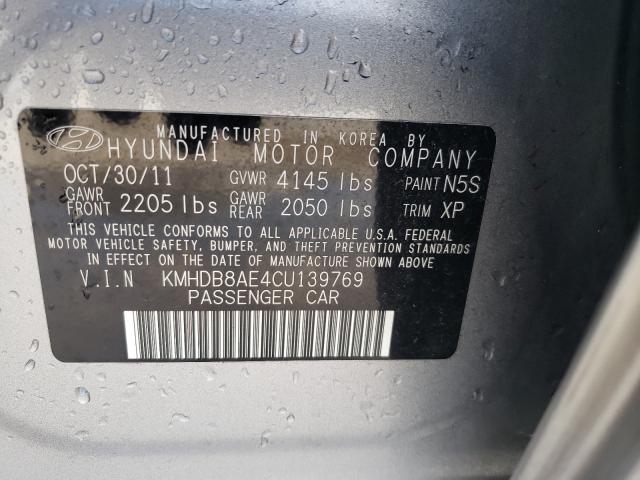 MANUFACTURED IN KOREA BY
HYUNDAI MOTOR COMPANY
OCT/30/11 GVWR 4145 lbs PAINT N5S
GAWR FRONT 2205 lbs GAWR REAR 2050 lbs TRIM XP
THIS VEHICLE CONFORMS TO ALL APPLICABLE U.S.A. FEDERAL
MOTOR VEHICLE SAFETY, BUMPER, AND THEFT PREVENTION STANDARDS
IN EFFECT ON THE DATE OF MANUFACTURE SHOWN ABOVE.
V.I.N KMHDB8AE4CU139769
PASSENGER CAR